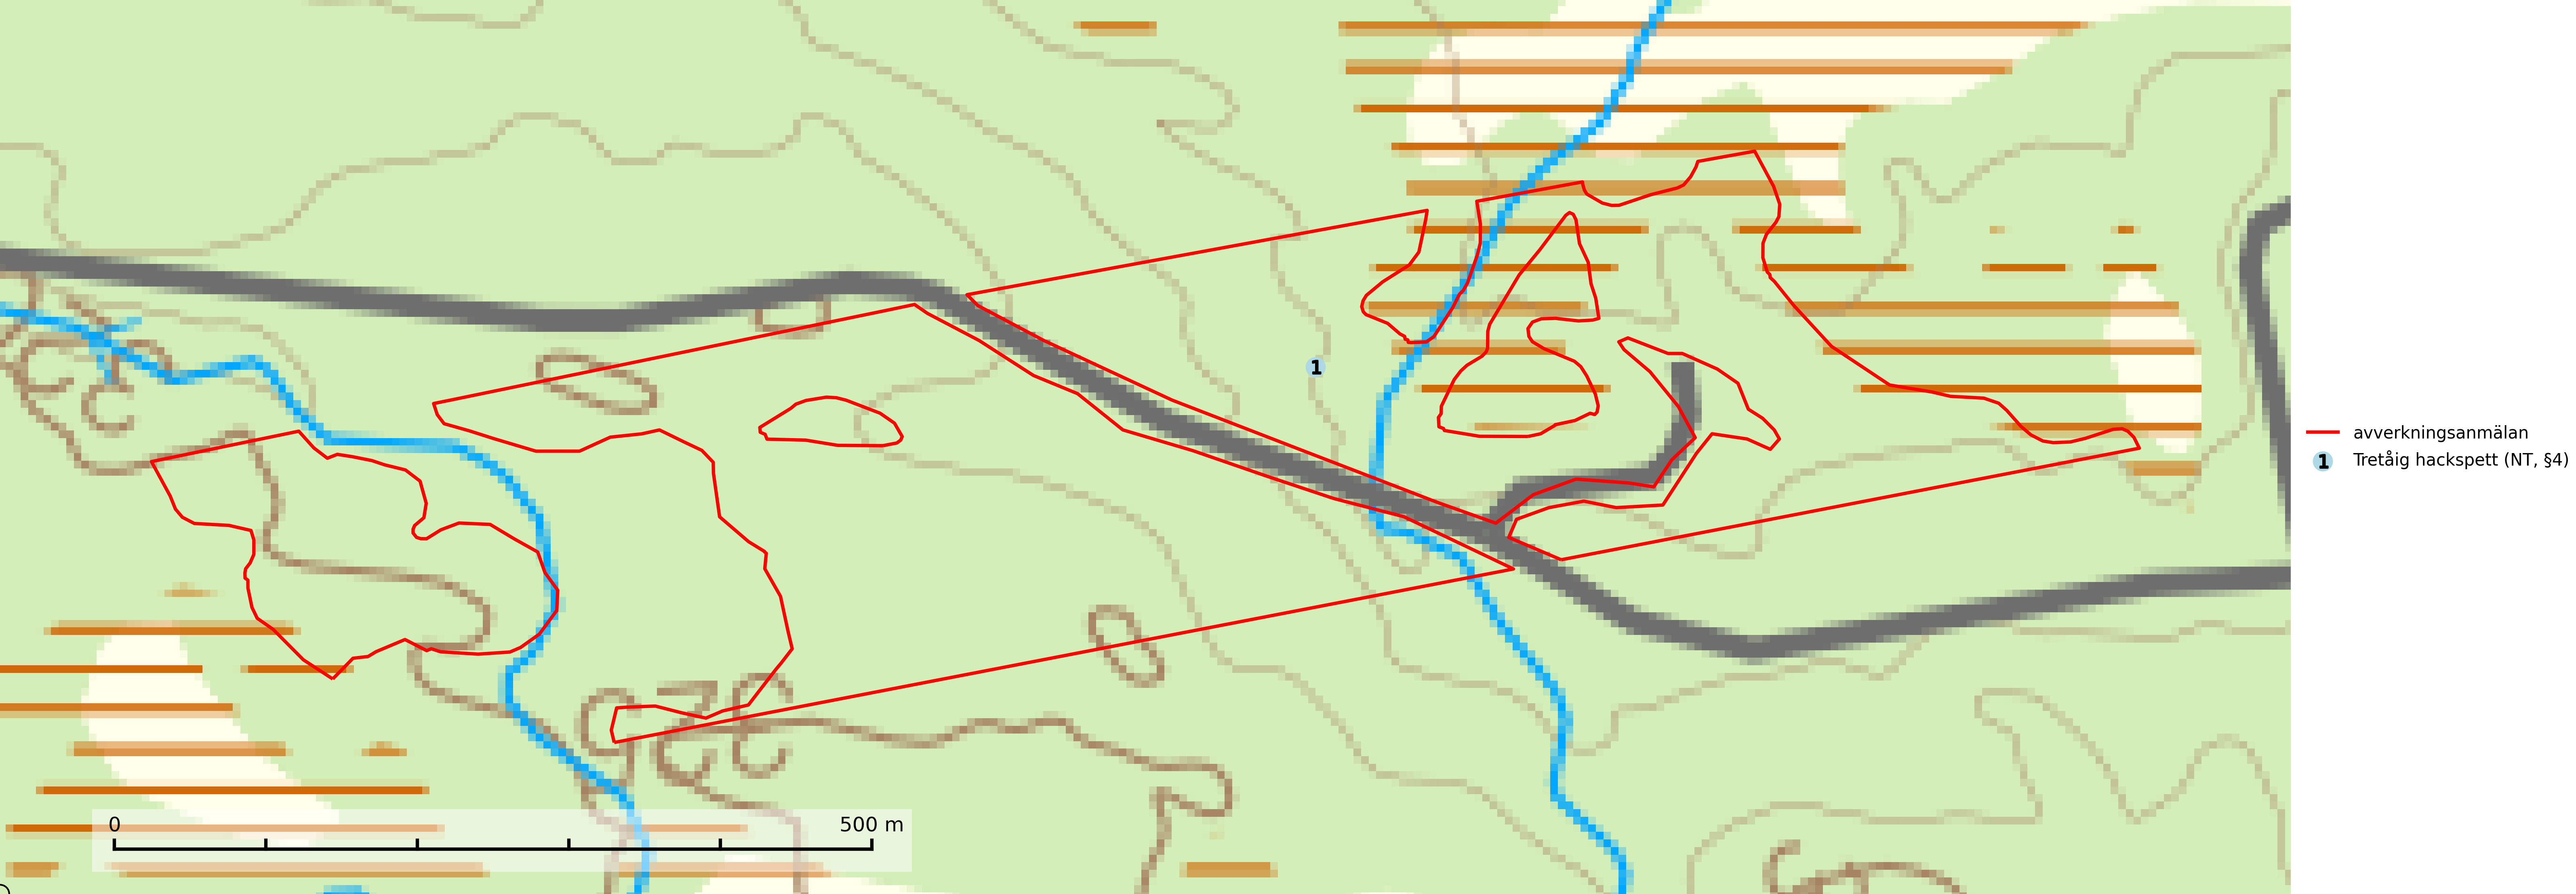 1
avverkningsanmälan
1 Tretåig hackspett (NT, §4)
0 500 m